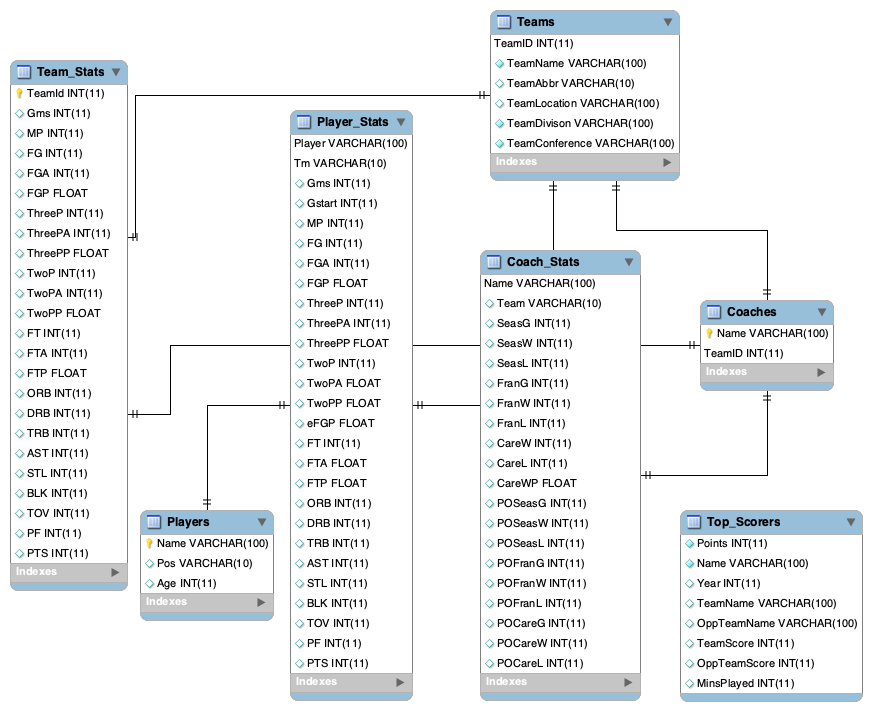 Teams
TeamID INT(11)
TeamName VARCHAR(100)
TeamAbbr VARCHAR(10)
TeamLocation VARCHAR(100)
TeamDivison VARCHAR(100)
TeamConference VARCHAR(100)
Indexes
Team_Stats
TeamId INT(11)
Gms INT(11)
MP INT(11)
FG INT(11)
FGA INT(11)
FGP FLOAT
ThreeP INT(11)
ThreePA INT(11)
ThreePP FLOAT
TwoP INT(11)
TwoPA INT(11)
TwoPP FLOAT
FT INT(11)
FTA INT(11)
FTP FLOAT
ORB INT(11)
DRB INT(11)
TRB INT(11)
AST INT(11)
STL INT(11)
BLK INT(11)
TOV INT(11)
PF INT(11)
PTS INT(11)
Indexes
Player_Stats
Player VARCHAR(100)
Tm VARCHAR(10)
Gms INT(11)
Gstart INT(11)
MP INT(11)
FG INT(11)
FGA INT(11)
FGP FLOAT
ThreeP INT(11)
ThreePA INT(11)
ThreePP FLOAT
TwoP INT(11)
TwoPA FLOAT
TwoPP FLOAT
eFGP FLOAT
FT INT(11)
FTA FLOAT
FTP FLOAT
ORB INT(11)
DRB INT(11)
TRB INT(11)
AST INT(11)
STL INT(11)
BLK INT(11)
TOV INT(11)
PF INT(11)
PTS INT(11)
Indexes
Coach_Stats
Name VARCHAR(100)
Team VARCHAR(10)
SeasG INT(11)
SeasW INT(11)
SeasL INT(11)
FranG INT(11)
FranW INT(11)
FranL INT(11)
CareW INT(11)
CareL INT(11)
CareWP FLOAT
POSeasG INT(11)
POSeasW INT(11)
POSeasL INT(11)
POFranG INT(11)
POFranW INT(11)
POFranL INT(11)
POCareG INT(11)
POCareW INT(11)
POCareL INT(11)
Indexes
Coaches
Name VARCHAR(100)
TeamID INT(11)
Indexes
Players
Name VARCHAR(100)
Pos VARCHAR(10)
Age INT(11)
Indexes
Top_Scorers
Points INT(11)
Name VARCHAR(100)
Year INT(11)
TeamName VARCHAR(100)
OppTeamName VARCHAR(100)
TeamScore INT(11)
OppTeamScore INT(11)
MinsPlayed INT(11)